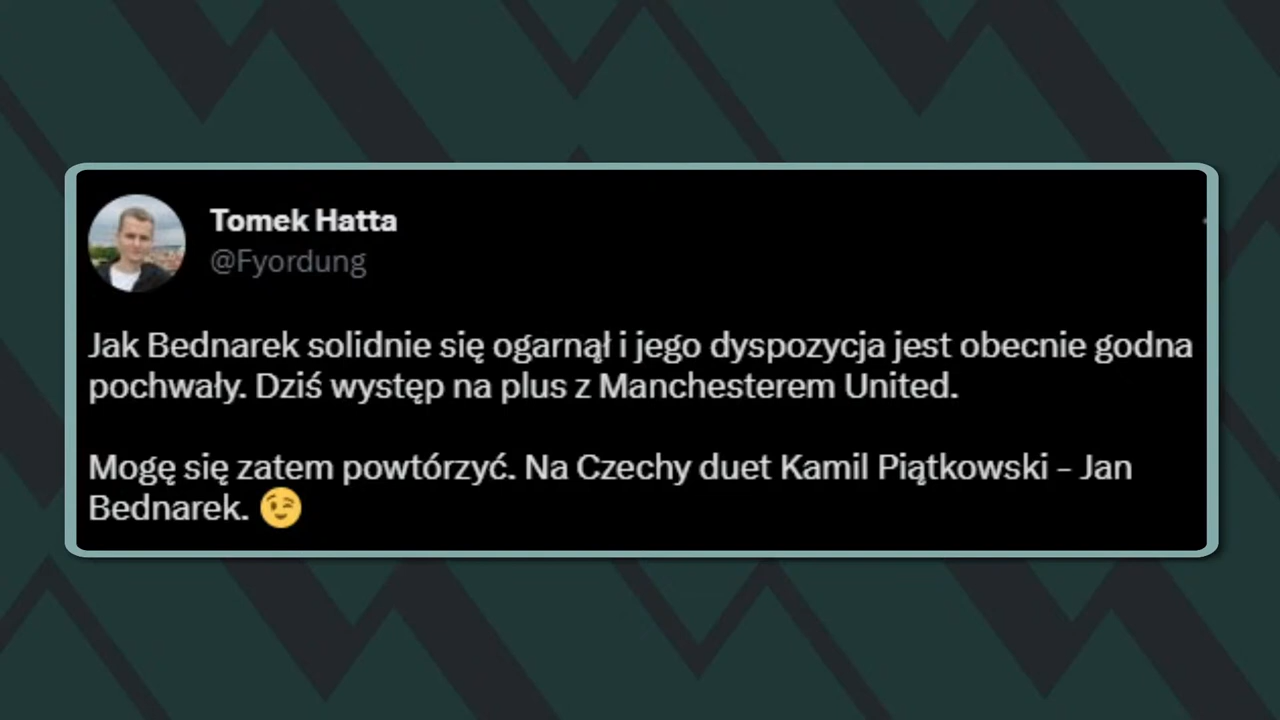 Tomek Hatta
@Fyordung
Jak Bednarek solidnie się ogarnął i jego dyspozycja jest obecnie godna
pochwały. Dziś występ na plus z Manchesterem United.
Mogę się zatem powtórzyć. Na Czechy duet Kamil Piątkowski – Jan
Bednarek. 😉